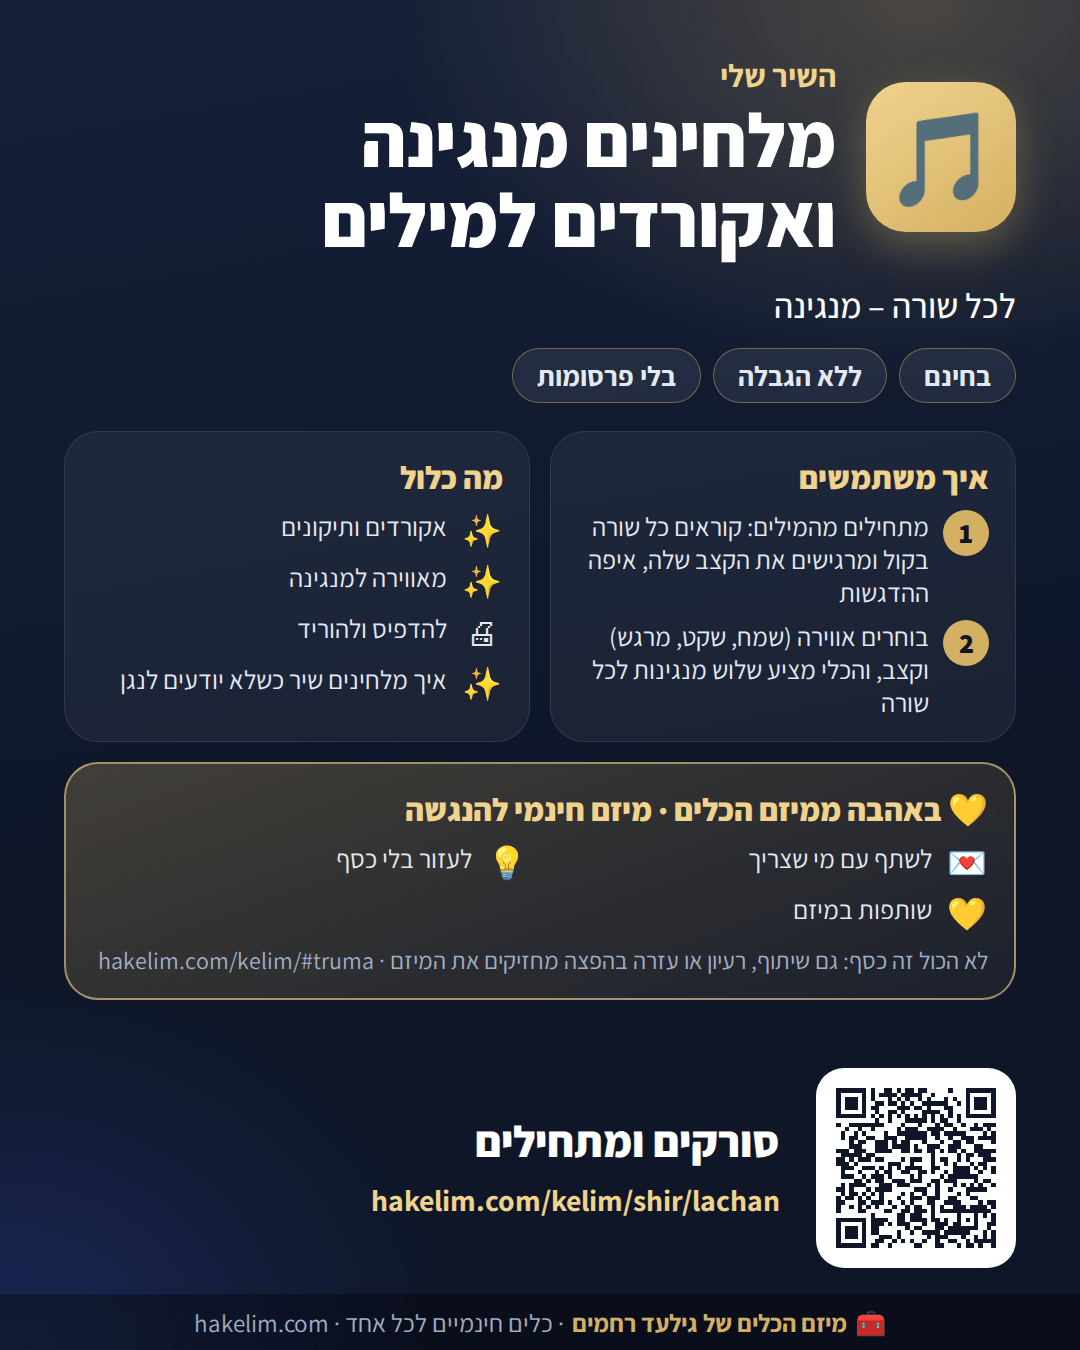 השיר שלי
מלחינים מנגינה
ואקורדים למילים
לכל שורה – מנגינה
בחינם
ללא הגבלה
בלי פרסומות
איך משתמשים
1
מתחילים מהמילים: קוראים כל שורה
בקול ומרגישים את הקצב שלה, איפה
ההדגשות
2
בוחרים אווירה (שמח, שקט, מרגש)
וקצב, והכלי מציע שלוש מנגינות לכל
שורה
מה כלול
אקורדים ותיקונים
מאווירה למנגינה
להדפיס ולהוריד
איך מלחינים שיר כשלא יודעים לנגן
באהבה ממיזם הכלים · מיזם חינמי להנגשה
לשתף עם מי שצריך
לעזור בלי כסף
שותפות במיזם
לא הכול זה כסף: גם שיתוף, רעיון או עזרה בהפצה מחזיקים את המיזם · hakelim.com/kelim/#truma
סורקים ומתחילים
hakelim.com/kelim/shir/lachan
מיזם הכלים של גילעד רחמים · כלים חינמיים לכל אחד · hakelim.com